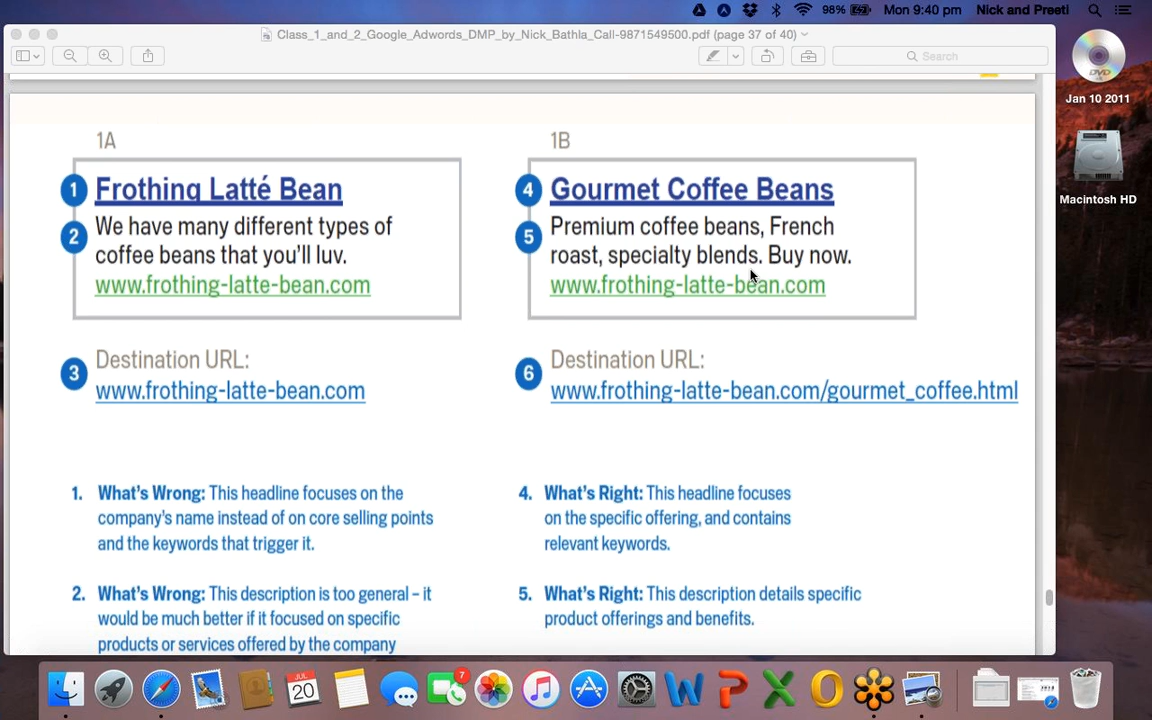 98%
Mon 9:40 pm
Nick and Preeti
Class_1_and_2_Google_Adwords_DMP_by_Nick_Bathla_Call-9871549500.pdf (page 37 of 40)
Search
DVD
Jan 10 2011
Macintosh HD
1A
1
Frothing Latté Bean
2
We have many different types of
coffee beans that you'll luv.
www.frothing-latte-bean.com
3
Destination URL:
www.frothing-latte-bean.com
1B
4
Gourmet Coffee Beans
5
Premium coffee beans, French
roast, specialty blends. Buy now.
www.frothing-latte-bean.com
6
Destination URL:
www.frothing-latte-bean.com/gourmet_coffee.html
1. What's Wrong: This headline focuses on the
company's name instead of on core selling points
and the keywords that trigger it.
2. What's Wrong: This description is too general – it
would be much better if it focused on specific
products or services offered by the company
4. What's Right: This headline focuses
on the specific offering, and contains
relevant keywords.
5. What's Right: This description details specific
product offerings and benefits.
JUL
20
7